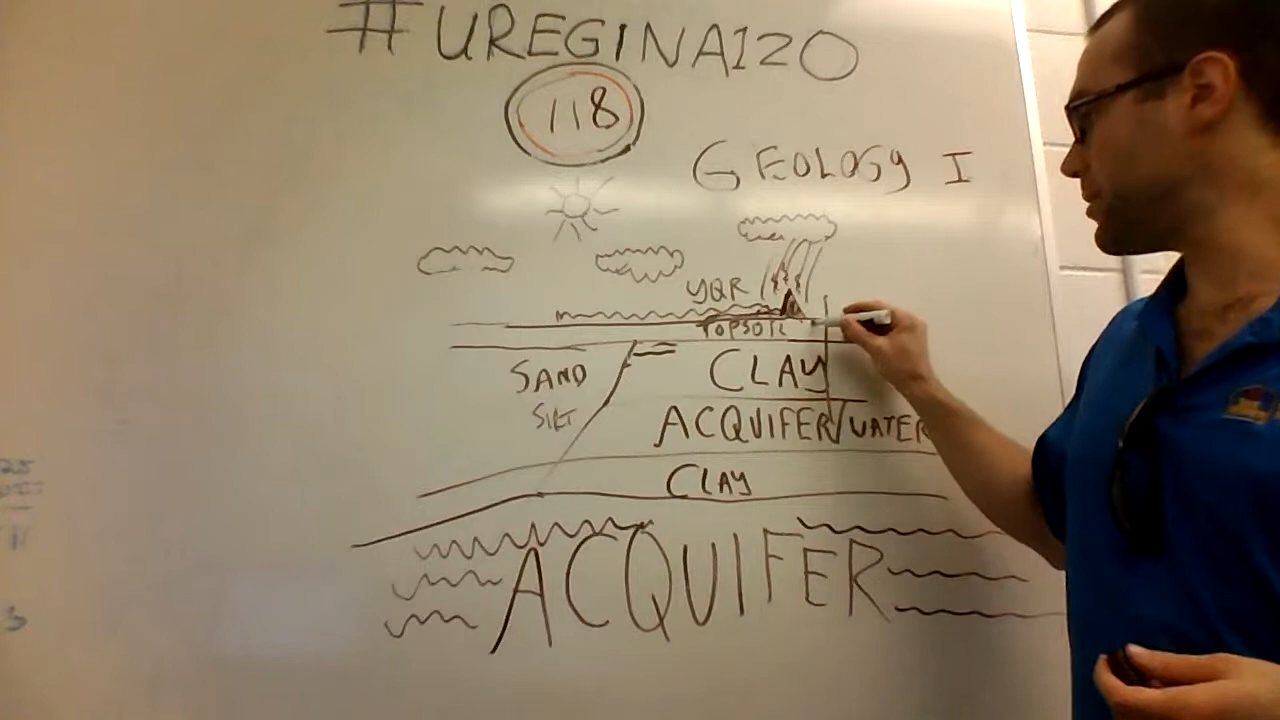 #UREGINA120
118
GEOLOGY I
YQR
TOPSOIL
SAND
CLAY
SILT
ACQUIFER/WATER
CLAY
ACQUIFER